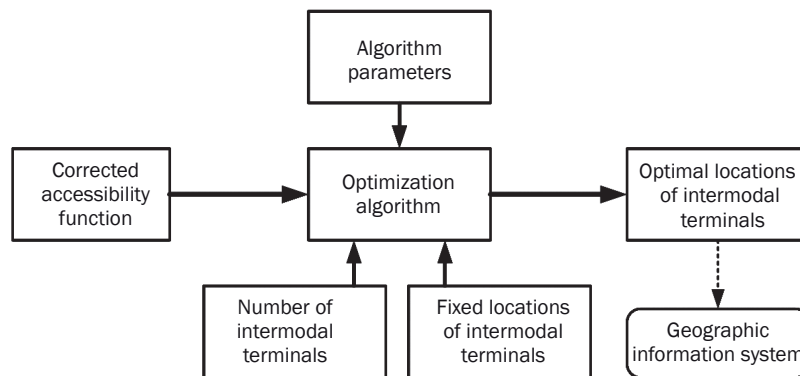 Algorithm
parameters
Corrected
accessibility
function
Optimization
algorithm
Optimal locations
of intermodal
terminals
Number of
intermodal
terminals
Fixed locations
of intermodal
terminals
Geographic
information system